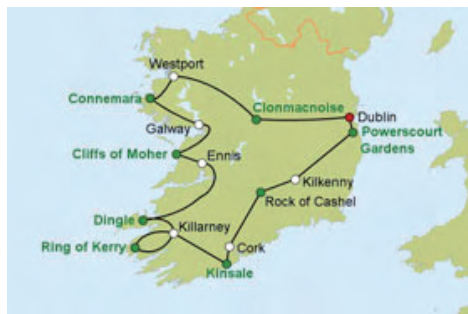 Westport
Connemara
Clonmacnoise
Dublin
Powerscourt
Gardens
Galway
Cliffs of Moher
Ennis
Kilkenny
Rock of Cashel
Dingle
Killarney
Ring of Kerry
Cork
Kinsale